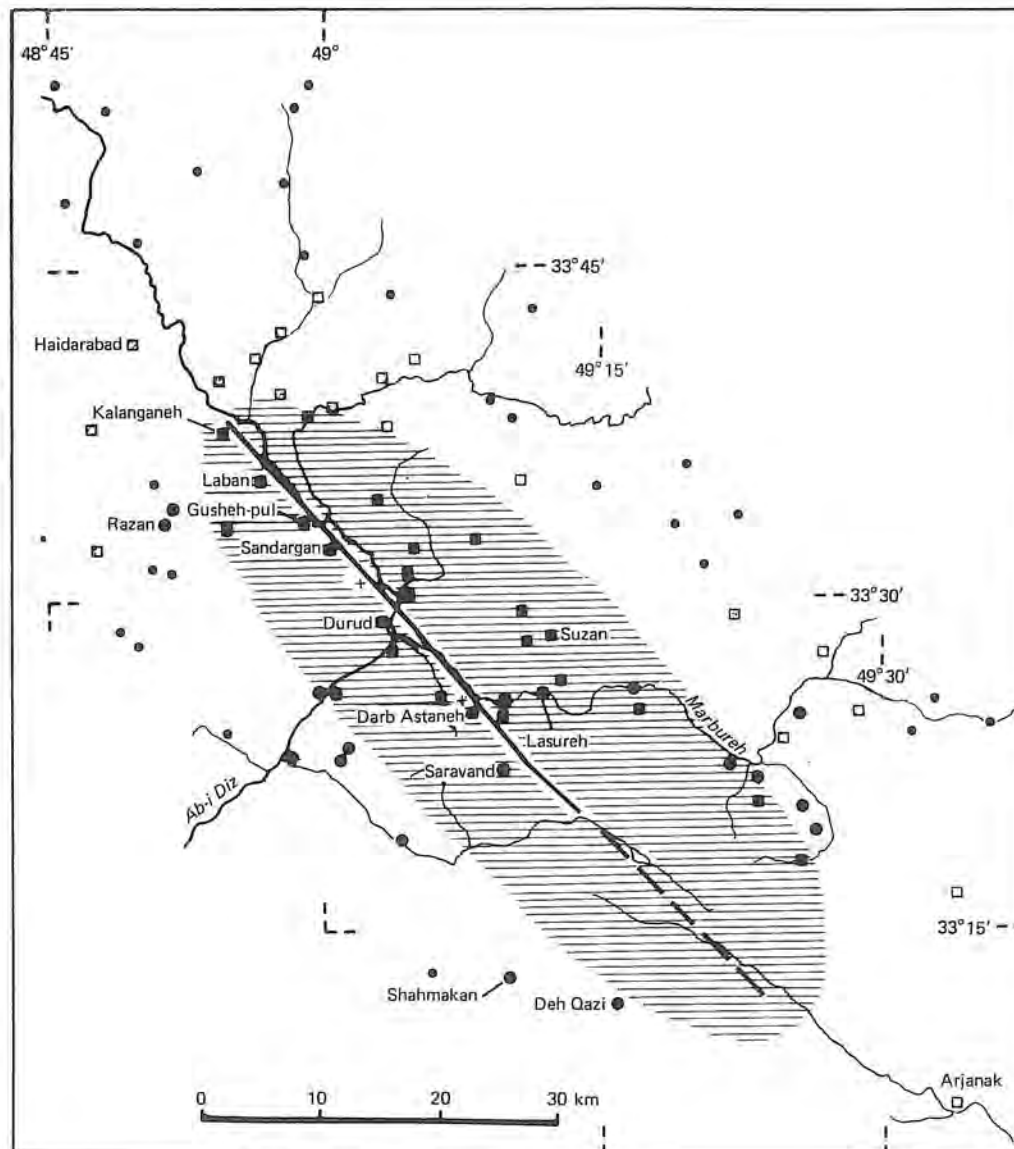 48°45′
49°
33°45′
Haidarabad
49°15′
Kalanganeh
Laban
Gusheh-pul
Razan
Sandargan
33°30′
Durud
Suzan
49°30′
Marbureh
Darb Astaneh
Lasureh
Saravand
Ab-i Diz
33°15′
Shahmakan
Deh Qazi
Arjanak
0 10 20 30 km